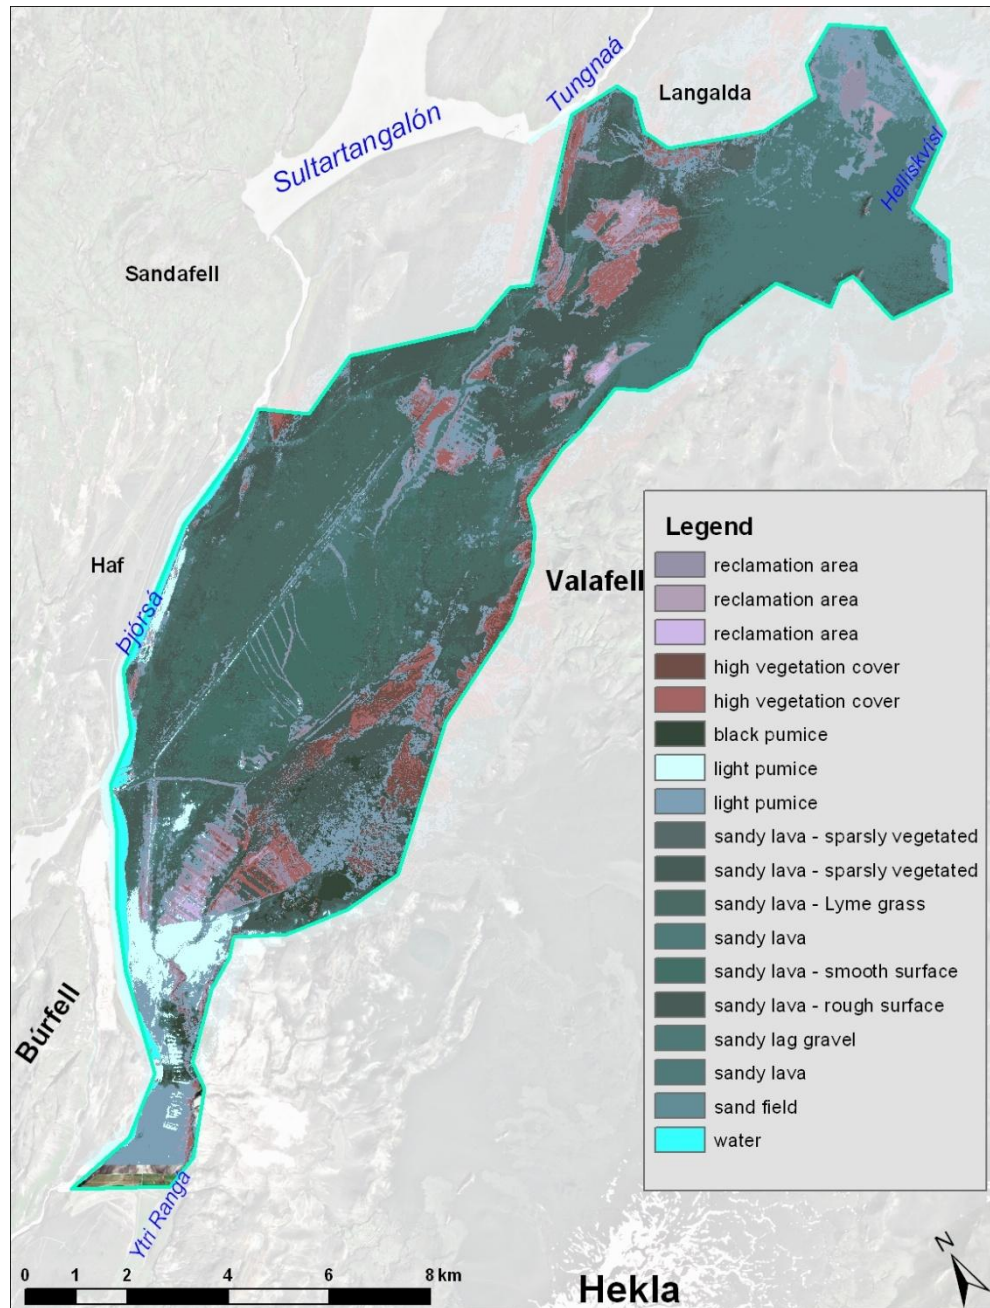 Tungnaá
Langalda
Sultartangalón
Helliskvísl
Sandafell
Haf
Þjórsá
Valafell
Legend
reclamation area
reclamation area
reclamation area
high vegetation cover
high vegetation cover
black pumice
light pumice
light pumice
sandy lava - sparsly vegetated
sandy lava - sparsly vegetated
sandy lava - Lyme grass
sandy lava
sandy lava - smooth surface
sandy lava - rough surface
sandy lag gravel
sandy lava
sand field
water
Búrfell
Ytri Rangá
N
0 1 2 4 6 8 km
Hekla